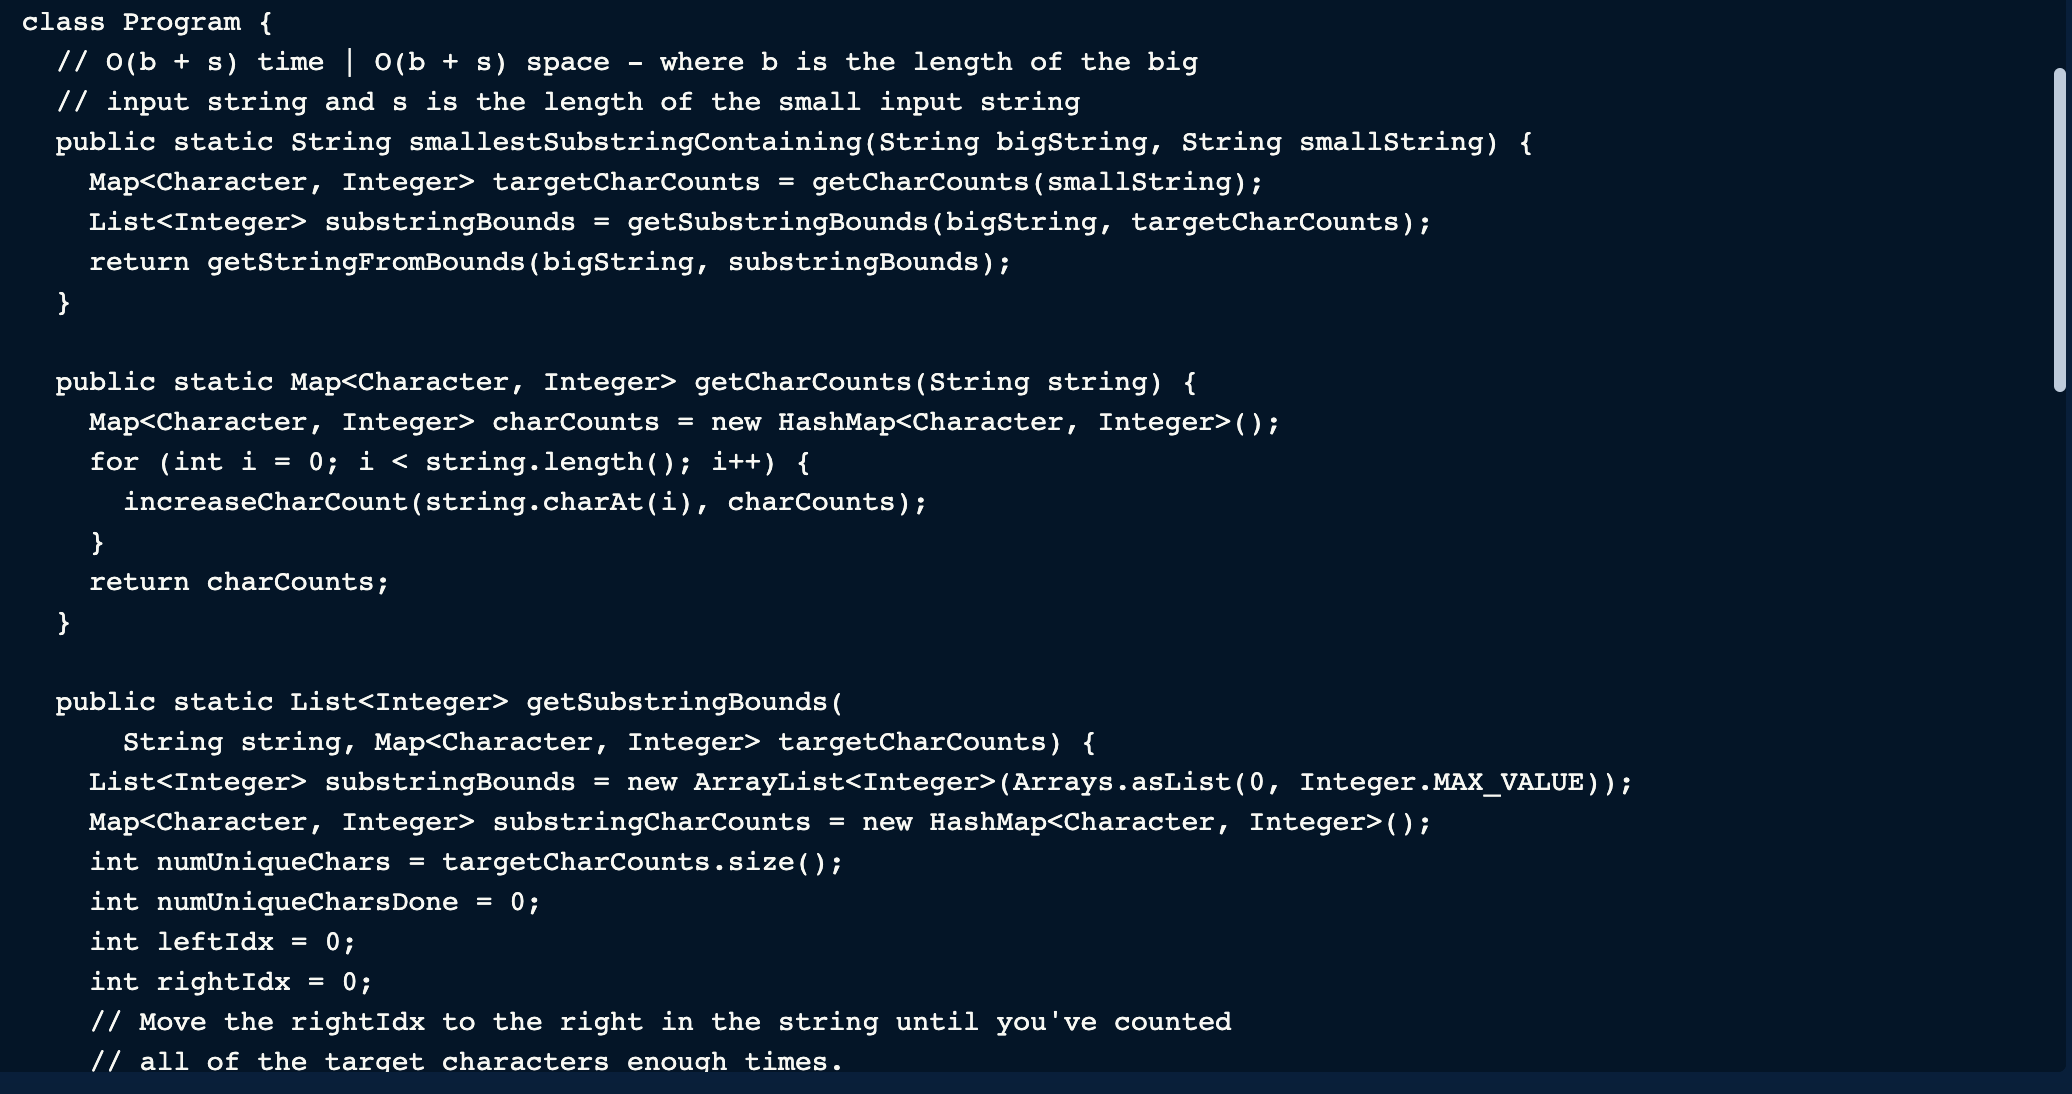 class Program {
  // O(b + s) time | O(b + s) space - where b is the length of the big
  // input string and s is the length of the small input string
  public static String smallestSubstringContaining(String bigString, String smallString) {
    Map<Character, Integer> targetCharCounts = getCharCounts(smallString);
    List<Integer> substringBounds = getSubstringBounds(bigString, targetCharCounts);
    return getStringFromBounds(bigString, substringBounds);
  }

  public static Map<Character, Integer> getCharCounts(String string) {
    Map<Character, Integer> charCounts = new HashMap<Character, Integer>();
    for (int i = 0; i < string.length(); i++) {
      increaseCharCount(string.charAt(i), charCounts);
    }
    return charCounts;
  }

  public static List<Integer> getSubstringBounds(
      String string, Map<Character, Integer> targetCharCounts) {
    List<Integer> substringBounds = new ArrayList<Integer>(Arrays.asList(0, Integer.MAX_VALUE));
    Map<Character, Integer> substringCharCounts = new HashMap<Character, Integer>();
    int numUniqueChars = targetCharCounts.size();
    int numUniqueCharsDone = 0;
    int leftIdx = 0;
    int rightIdx = 0;
    // Move the rightIdx to the right in the string until you've counted
    // all of the target characters enough times.